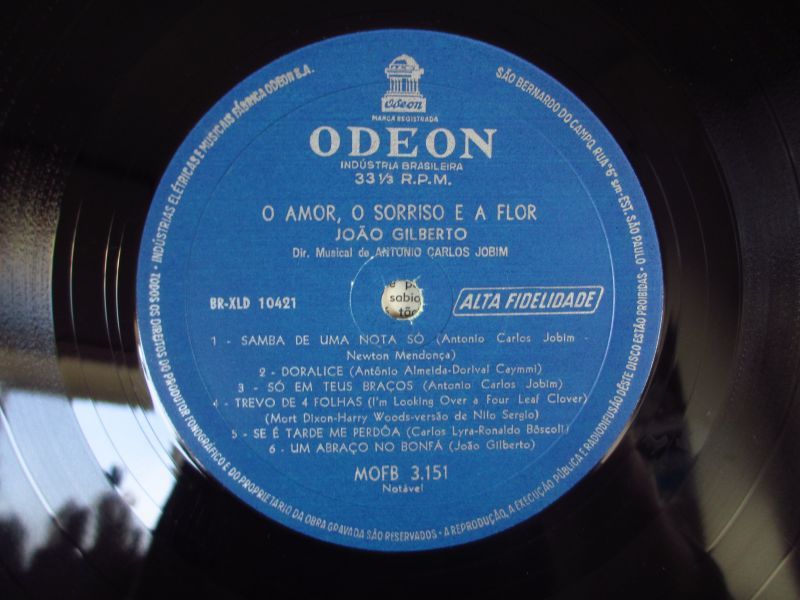 Odeon
MARCA REGISTRADA
ODEON
INDÚSTRIA BRASILEIRA
33 1/3 R.P.M.
O AMOR, O SORRISO E A FLOR
JOÃO GILBERTO
Dir. Musical de ANTONIO CARLOS JOBIM
BR-XLD 10421
sabio
ALTA FIDELIDADE
1 - SAMBA DE UMA NOTA SÓ (Antonio Carlos Jobim -
Newton Mendonça)
2 - DORALICE (Antônio Almeida-Dorival Caymmi)
3 - SÓ EM TEUS BRAÇOS (Antonio Carlos Jobim)
4 - TREVO DE 4 FOLHAS (I'm Looking Over a Four Leaf Clover)
(Mort Dixon-Harry Woods-versão de Nilo Sergio)
5 - SE É TARDE ME PERDÔA (Carlos Lyra-Ronaldo Bôscoli)
6 - UM ABRAÇO NO BONFÁ (João Gilberto)
MOFB 3.151
Notável
INDÚSTRIAS ELÉTRICAS E MUSICAIS FÁBRICA ODEON S.A.
SÃO BERNARDO DO CAMPO, RUA "6" sm-EST. SÃO PAULO
TODOS OS DIREITOS DO PRODUTOR FONOGRÁFICO E DO PROPRIETARIO DA OBRA GRAVADA SÃO RESERVADOS - A REPRODUÇÃO, A EXECUÇÃO PÚBLICA E RADIODIFUSÃO DÊSTE DISCO ESTÃO PROIBIDAS